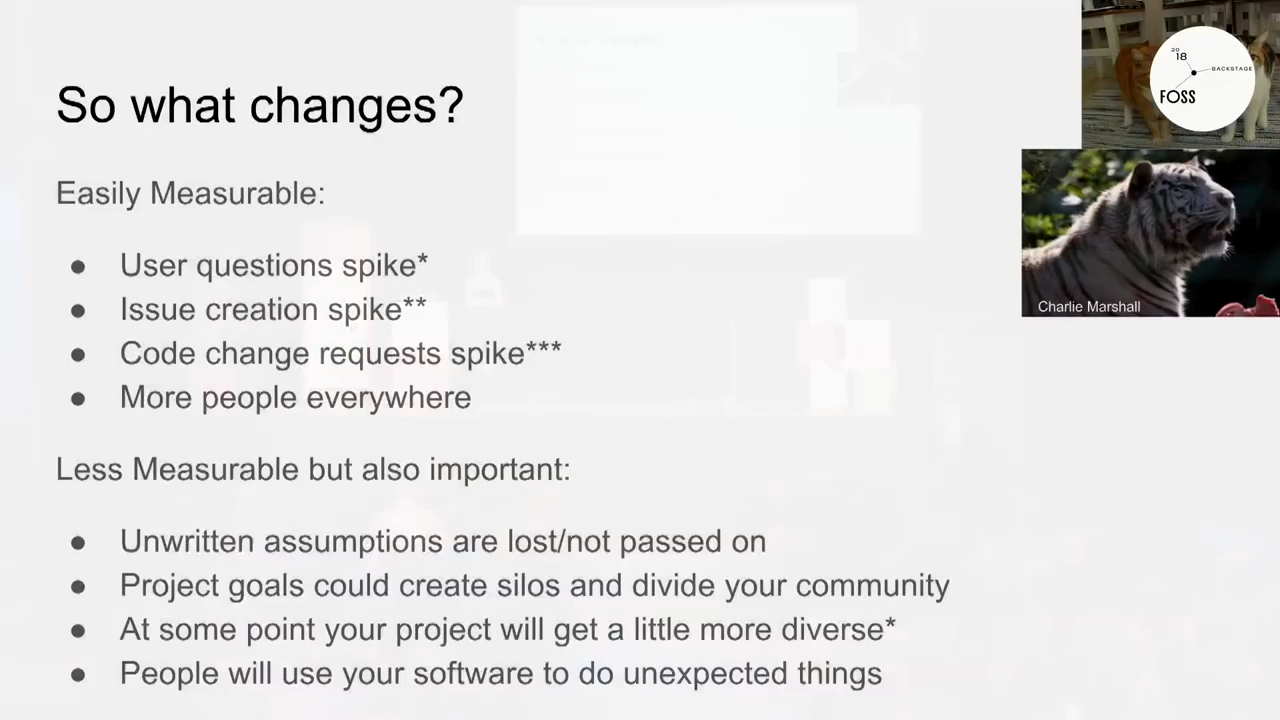 So what changes?
Easily Measurable:
● User questions spike*
● Issue creation spike**
● Code change requests spike***
● More people everywhere
Less Measurable but also important:
● Unwritten assumptions are lost/not passed on
● Project goals could create silos and divide your community
● At some point your project will get a little more diverse*
● People will use your software to do unexpected things
20
18
BACKSTAGE
FOSS
Charlie Marshall